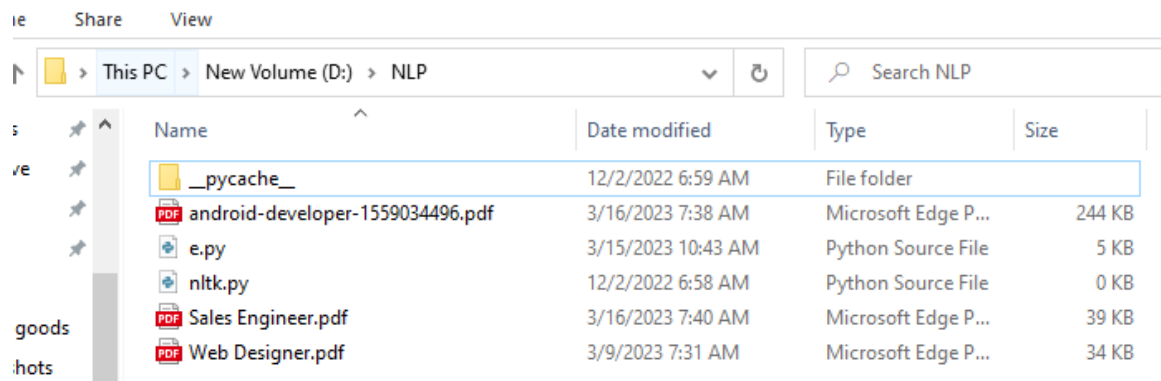 Share View
This PC > New Volume (D:) > NLP Search NLP
Name Date modified Type Size
__pycache__ 12/2/2022 6:59 AM File folder
PDF android-developer-1559034496.pdf 3/16/2023 7:38 AM Microsoft Edge P... 244 KB
e.py 3/15/2023 10:43 AM Python Source File 5 KB
nltk.py 12/2/2022 6:58 AM Python Source File 0 KB
PDF Sales Engineer.pdf 3/16/2023 7:40 AM Microsoft Edge P... 39 KB
goods
PDF Web Designer.pdf 3/9/2023 7:31 AM Microsoft Edge P... 34 KB